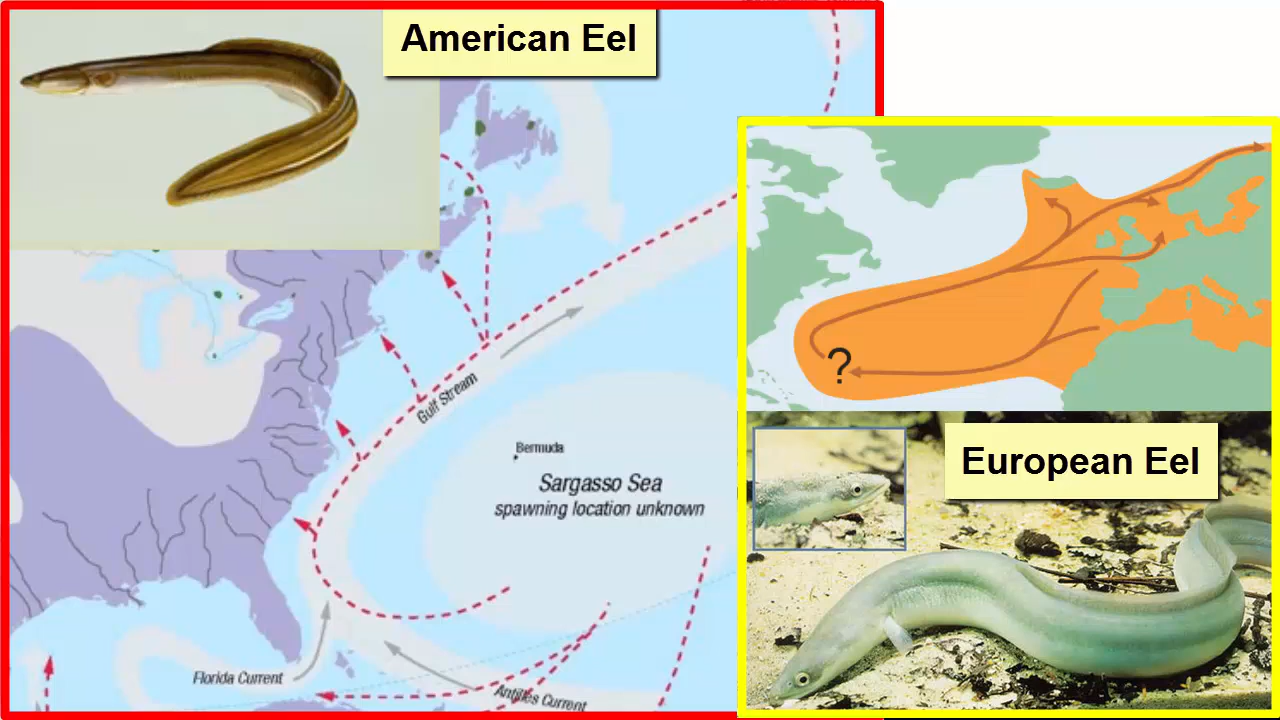 American Eel
Gulf Stream
Bermuda
Sargasso Sea
spawning location unknown
Florida Current
Antilles Current
?
European Eel